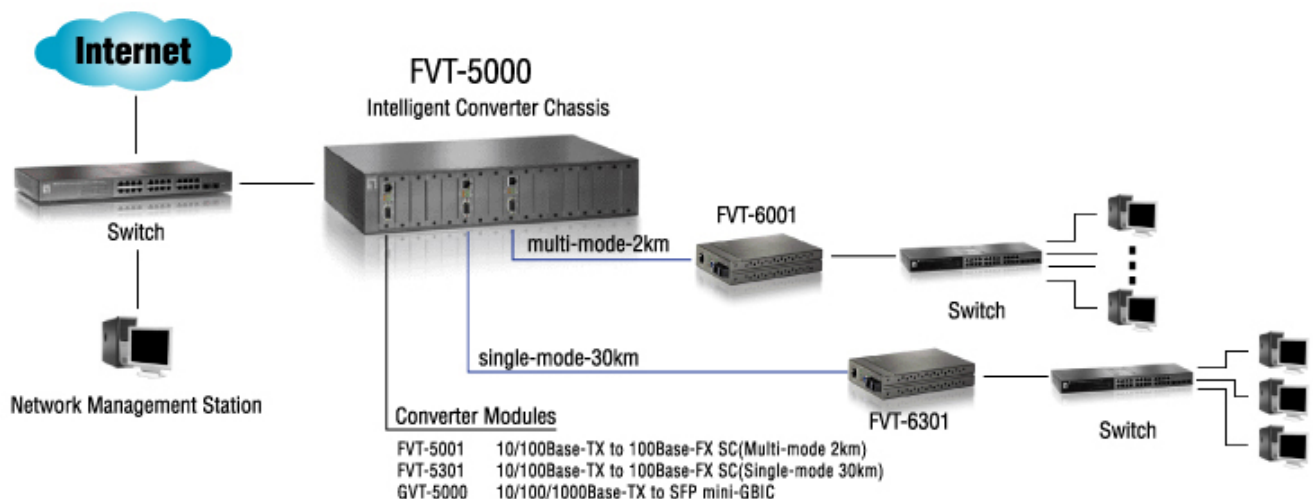 Internet
FVT-5000
Intelligent Converter Chassis
Switch
multi-mode-2km
FVT-6001
Switch
Network Management Station
single-mode-30km
FVT-6301
Switch
Converter Modules
FVT-5001 10/100Base-TX to 100Base-FX SC(Multi-mode 2km)
FVT-5301 10/100Base-TX to 100Base-FX SC(Single-mode 30km)
GVT-5000 10/100/1000Base-TX to SFP mini-GBIC